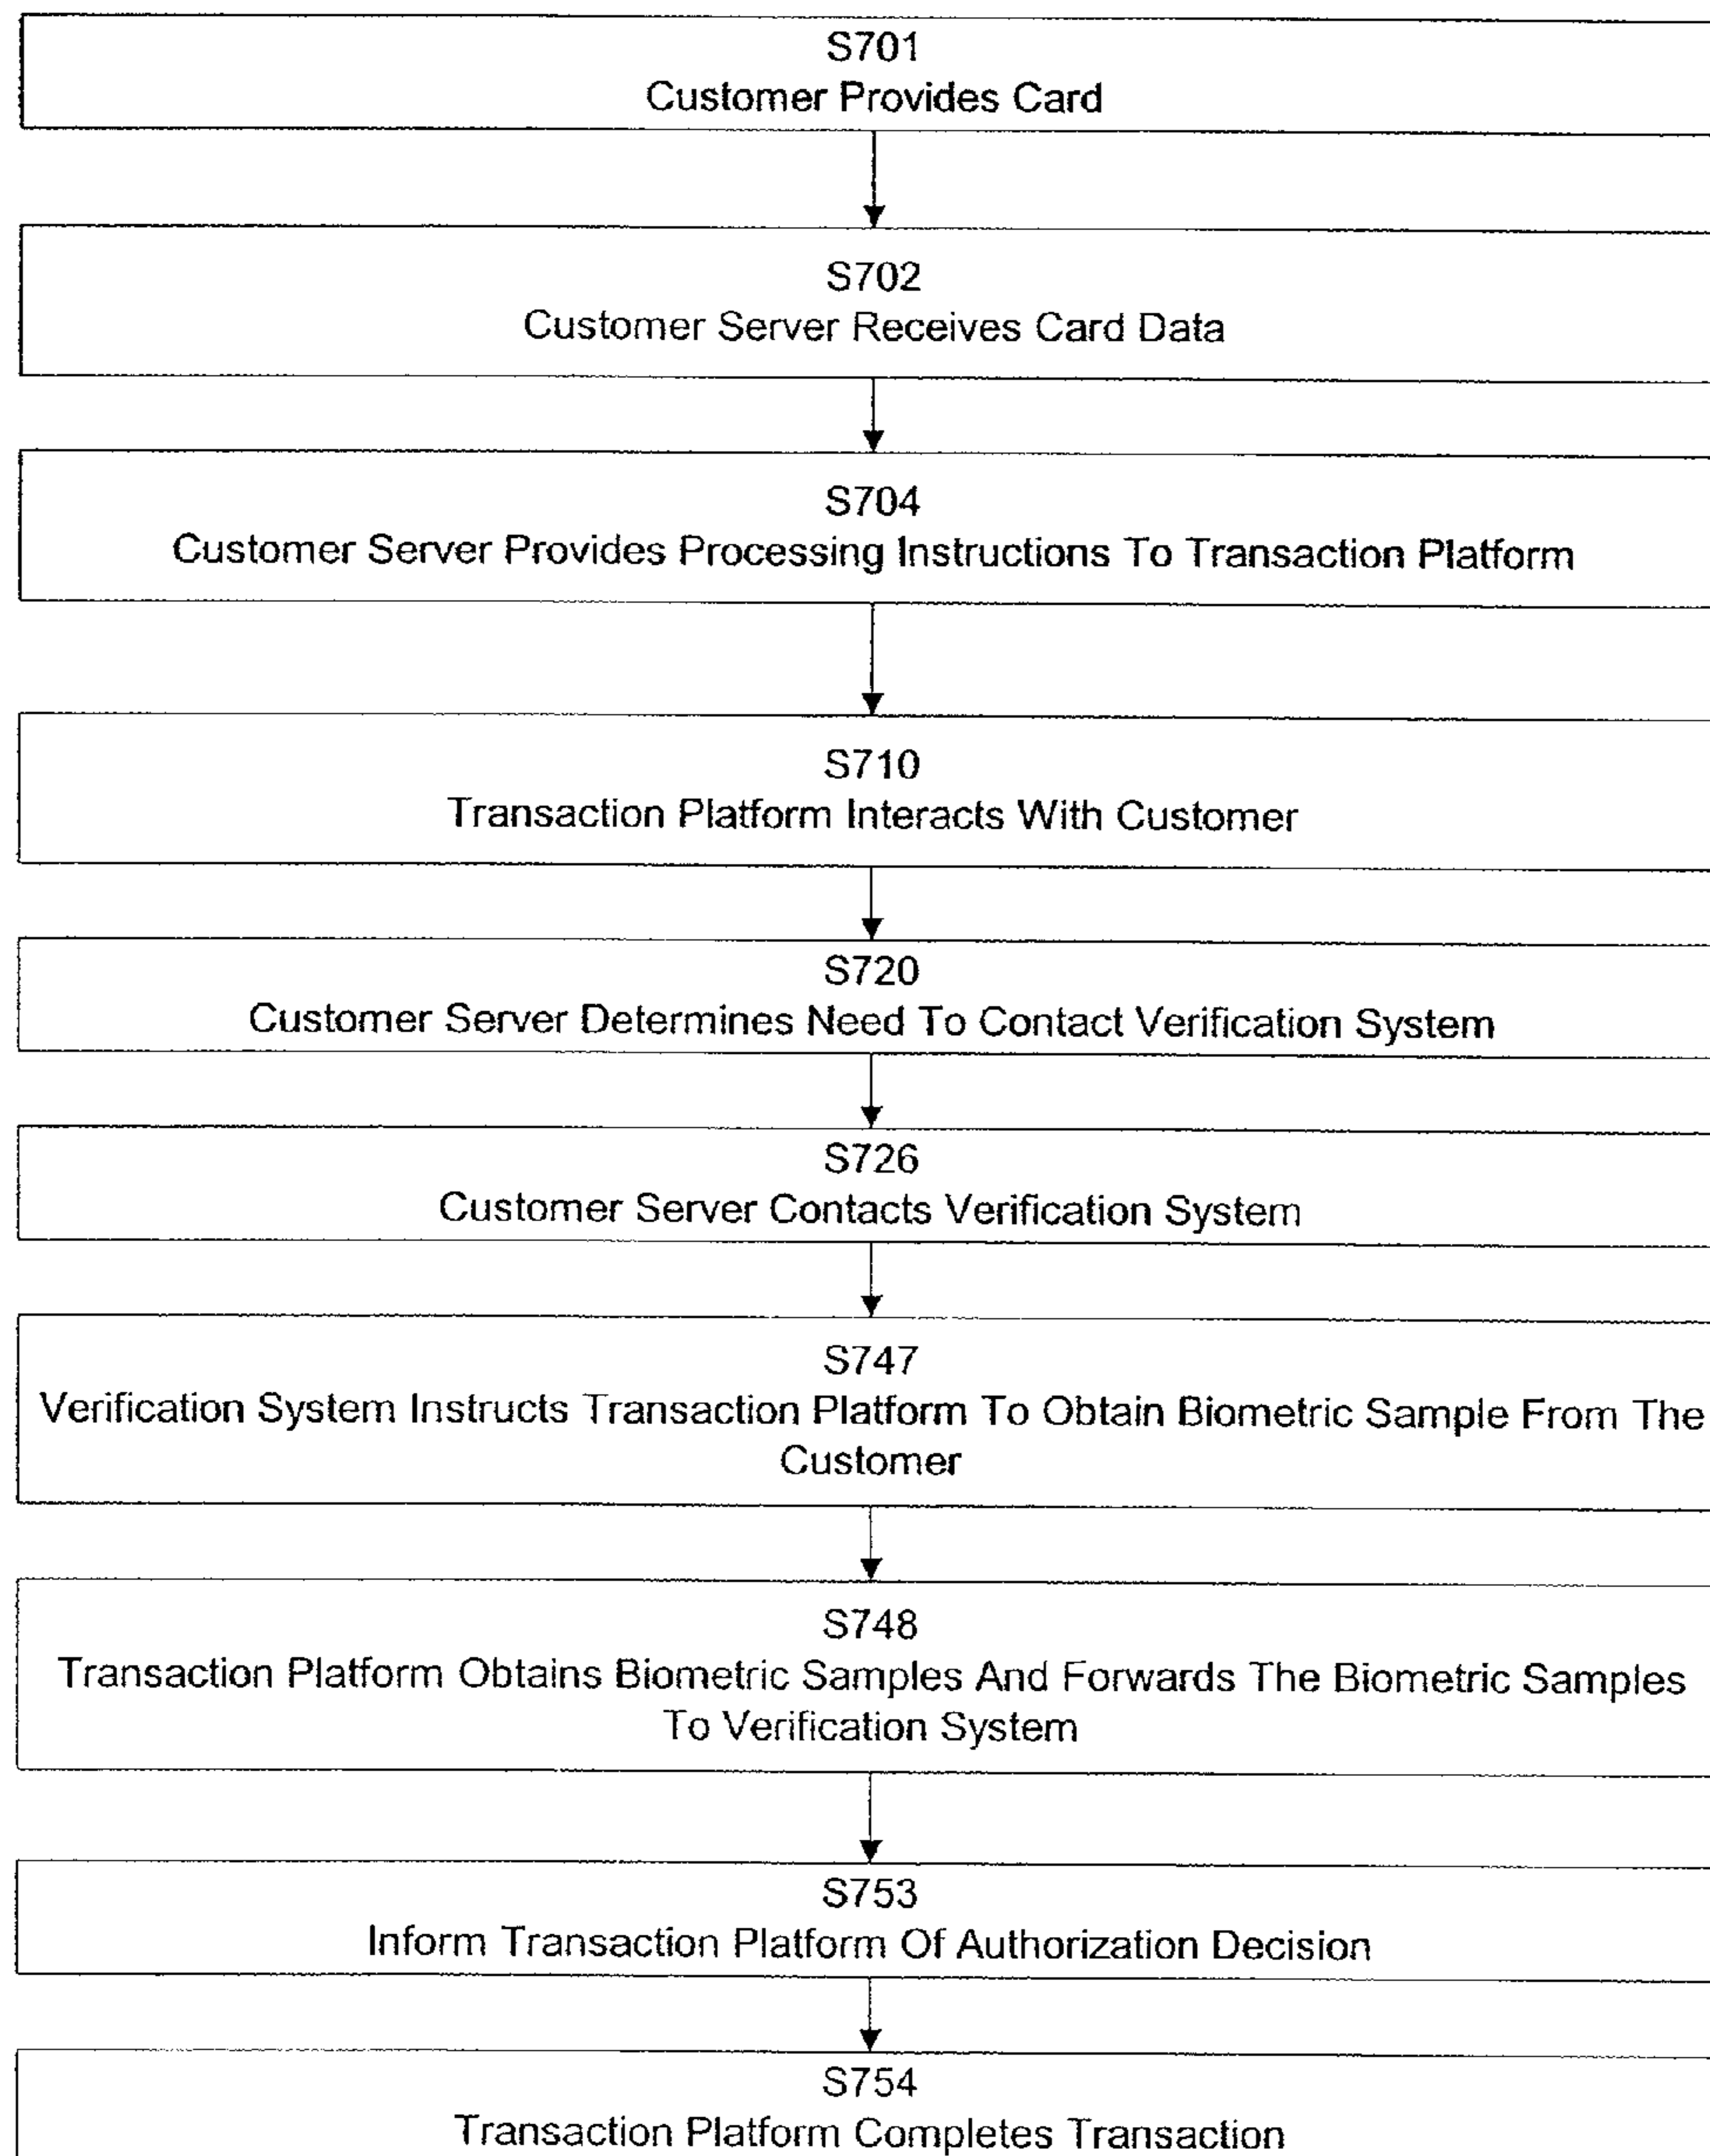 S701
Customer Provides Card
S702
Customer Server Receives Card Data
S704
Customer Server Provides Processing Instructions To Transaction Platform
S710
Transaction Platform Interacts With Customer
S720
Customer Server Determines Need To Contact Verification System
S726
Customer Server Contacts Verification System
S747
Verification System Instructs Transaction Platform To Obtain Biometric Sample From The
Customer
S748
Transaction Platform Obtains Biometric Samples And Forwards The Biometric Samples
To Verification System
S753
Inform Transaction Platform Of Authorization Decision
S754
Transaction Platform Completes Transaction